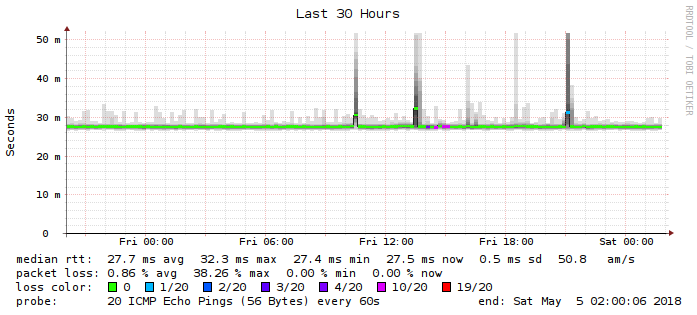 Last 30 Hours
RRDTOOL / TOBI OETIKER
Seconds
50 m
40 m
30 m
20 m
10 m
0
Fri 00:00 Fri 06:00 Fri 12:00 Fri 18:00 Sat 00:00
median rtt: 27.7 ms avg 32.3 ms max 27.4 ms min 27.5 ms now 0.5 ms sd 50.8 am/s
packet loss: 0.86 % avg 38.26 % max 0.00 % min 0.00 % now
loss color: 0 1/20 2/20 3/20 4/20 10/20 19/20
probe: 20 ICMP Echo Pings (56 Bytes) every 60s end: Sat May 5 02:00:06 2018